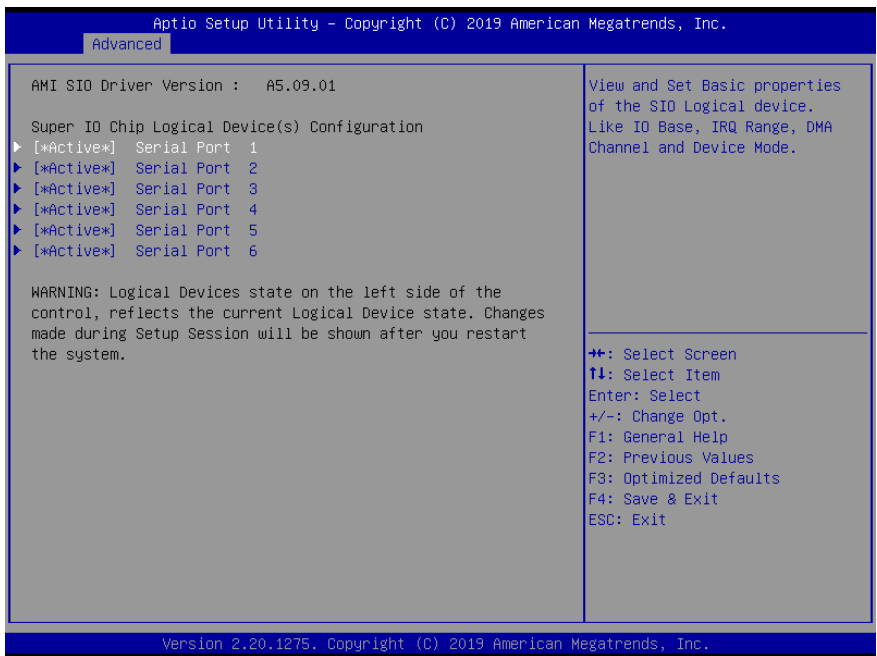 Aptio Setup Utility – Copyright (C) 2019 American Megatrends, Inc.
Advanced
AMI SIO Driver Version : A5.09.01
Super IO Chip Logical Device(s) Configuration
[*Active*] Serial Port 1
[*Active*] Serial Port 2
[*Active*] Serial Port 3
[*Active*] Serial Port 4
[*Active*] Serial Port 5
[*Active*] Serial Port 6
WARNING: Logical Devices state on the left side of the
control, reflects the current Logical Device state. Changes
made during Setup Session will be shown after you restart
the system.
View and Set Basic properties
of the SIO Logical device.
Like IO Base, IRQ Range, DMA
Channel and Device Mode.
→←: Select Screen
↑↓: Select Item
Enter: Select
+/-: Change Opt.
F1: General Help
F2: Previous Values
F3: Optimized Defaults
F4: Save & Exit
ESC: Exit
Version 2.20.1275. Copyright (C) 2019 American Megatrends, Inc.